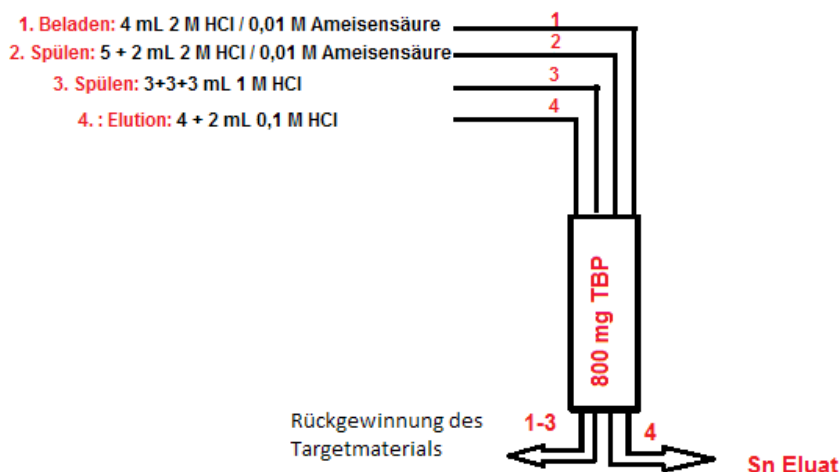 1. Beladen: 4 mL 2 M HCl / 0,01 M Ameisensäure
1
2. Spülen: 5 + 2 mL 2 M HCl / 0,01 M Ameisensäure
2
3. Spülen: 3+3+3 mL 1 M HCl
3
4. : Elution: 4 + 2 mL 0,1 M HCl
4
800 mg TBP
Rückgewinnung des
Targetmaterials
1-3
4
Sn Eluat